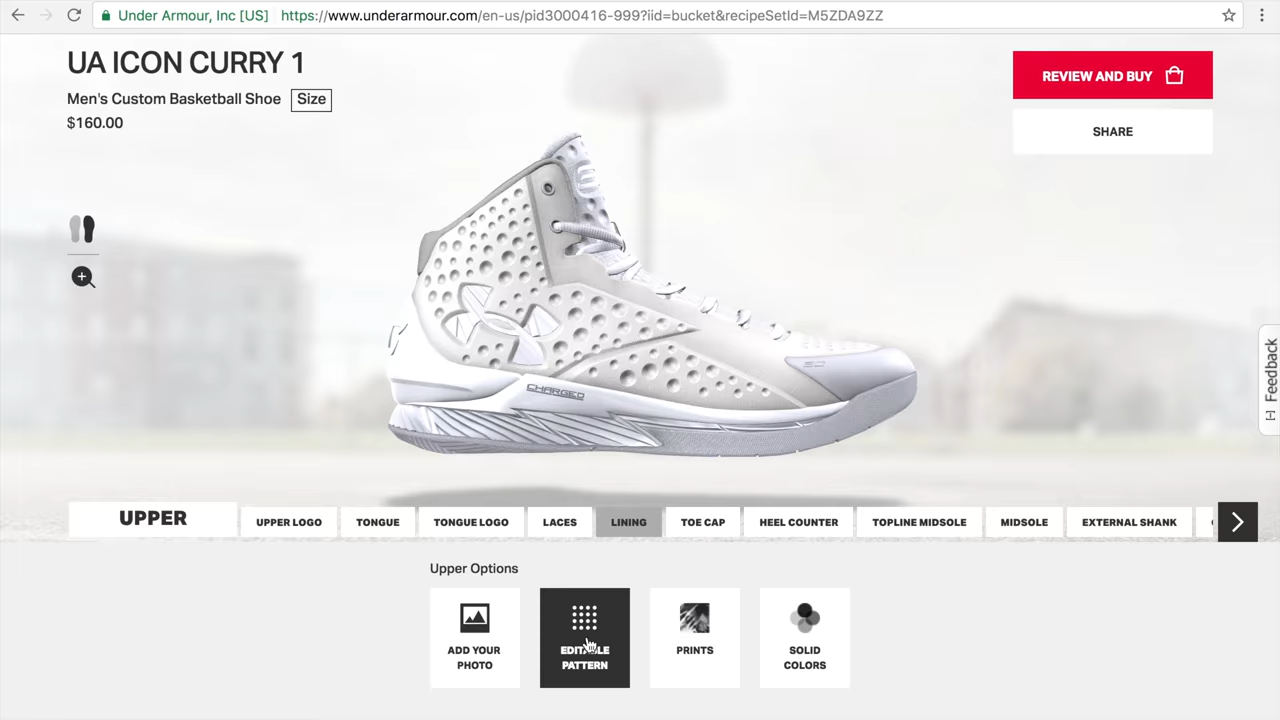 Under Armour, Inc [US]
https://www.underarmour.com/en-us/pid3000416-999?iid=bucket&recipeSetId=M5ZDA9ZZ
UA ICON CURRY 1
Men's Custom Basketball Shoe
Size
$160.00
REVIEW AND BUY
SHARE
CHARGED
Feedback
[-]
UPPER
UPPER LOGO
TONGUE
TONGUE LOGO
LACES
LINING
TOE CAP
HEEL COUNTER
TOPLINE MIDSOLE
MIDSOLE
EXTERNAL SHANK
Upper Options
ADD YOUR
PHOTO
EDITABLE
PATTERN
PRINTS
SOLID
COLORS